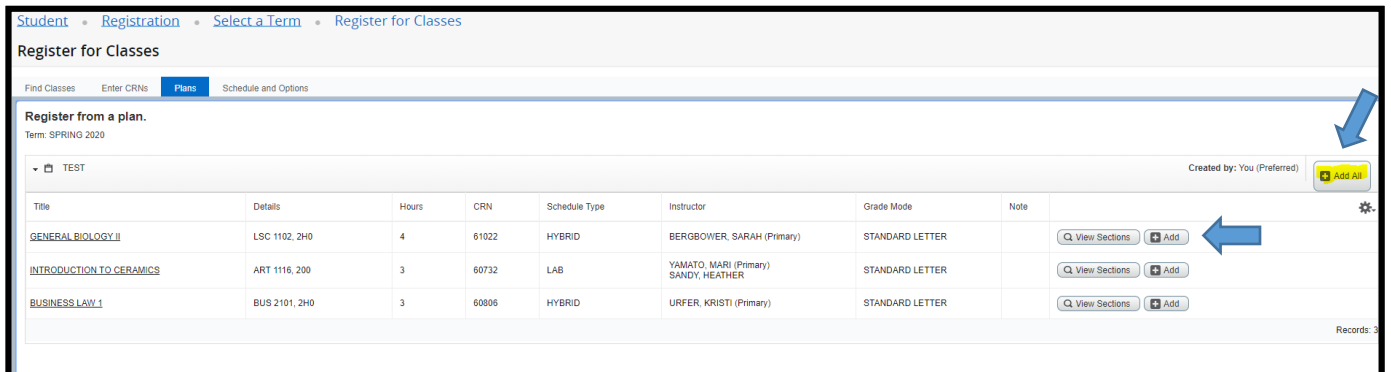 Student • Registration • Select a Term • Register for Classes
Register for Classes
Find Classes Enter CRNs Plans Schedule and Options
Register from a plan.
Term: SPRING 2020
TEST Created by: You (Preferred) Add All
Title Details Hours CRN Schedule Type Instructor Grade Mode Note
GENERAL BIOLOGY II LSC 1102, 2H0 4 61022 HYBRID BERGBOWER, SARAH (Primary) STANDARD LETTER View Sections Add
INTRODUCTION TO CERAMICS ART 1116, 200 3 60732 LAB YAMATO, MARI (Primary) STANDARD LETTER View Sections Add
SANDY, HEATHER
BUSINESS LAW 1 BUS 2101, 2H0 3 60806 HYBRID URFER, KRISTI (Primary) STANDARD LETTER View Sections Add
Records: 3